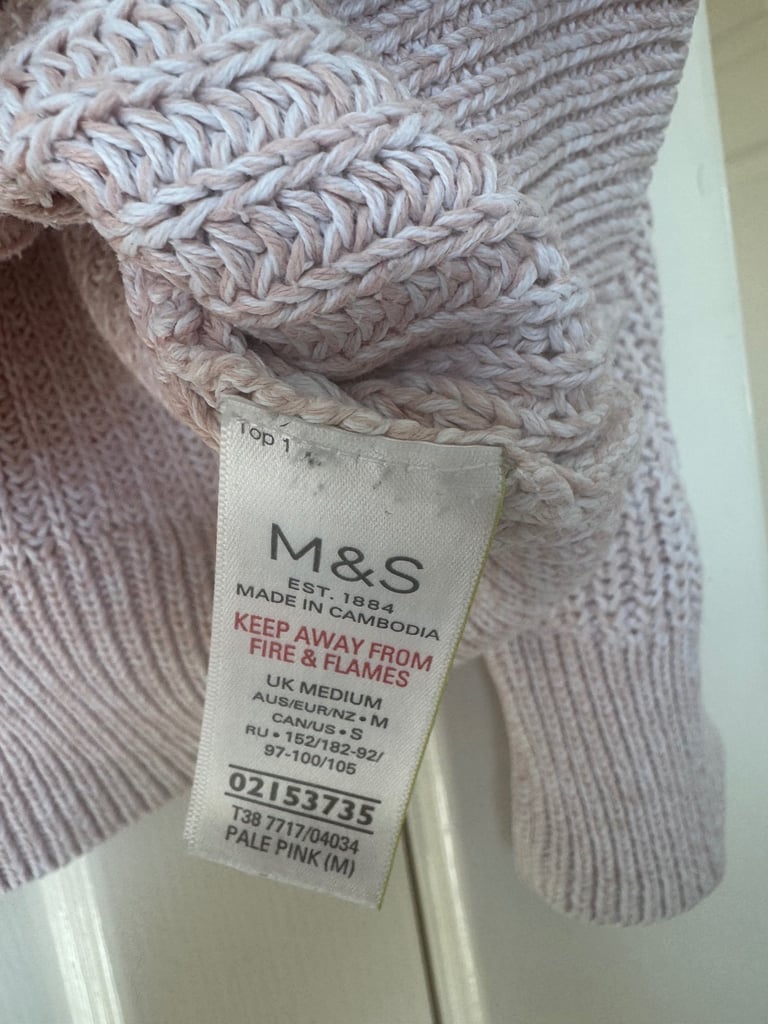 Top 1
M&S
EST. 1884
MADE IN CAMBODIA
KEEP AWAY FROM
FIRE & FLAMES
UK MEDIUM
AUS/EUR/NZ • M
CAN/US • S
RU • 152/182-92/
97-100/105
02153735
T38 7717/04034
PALE PINK (M)